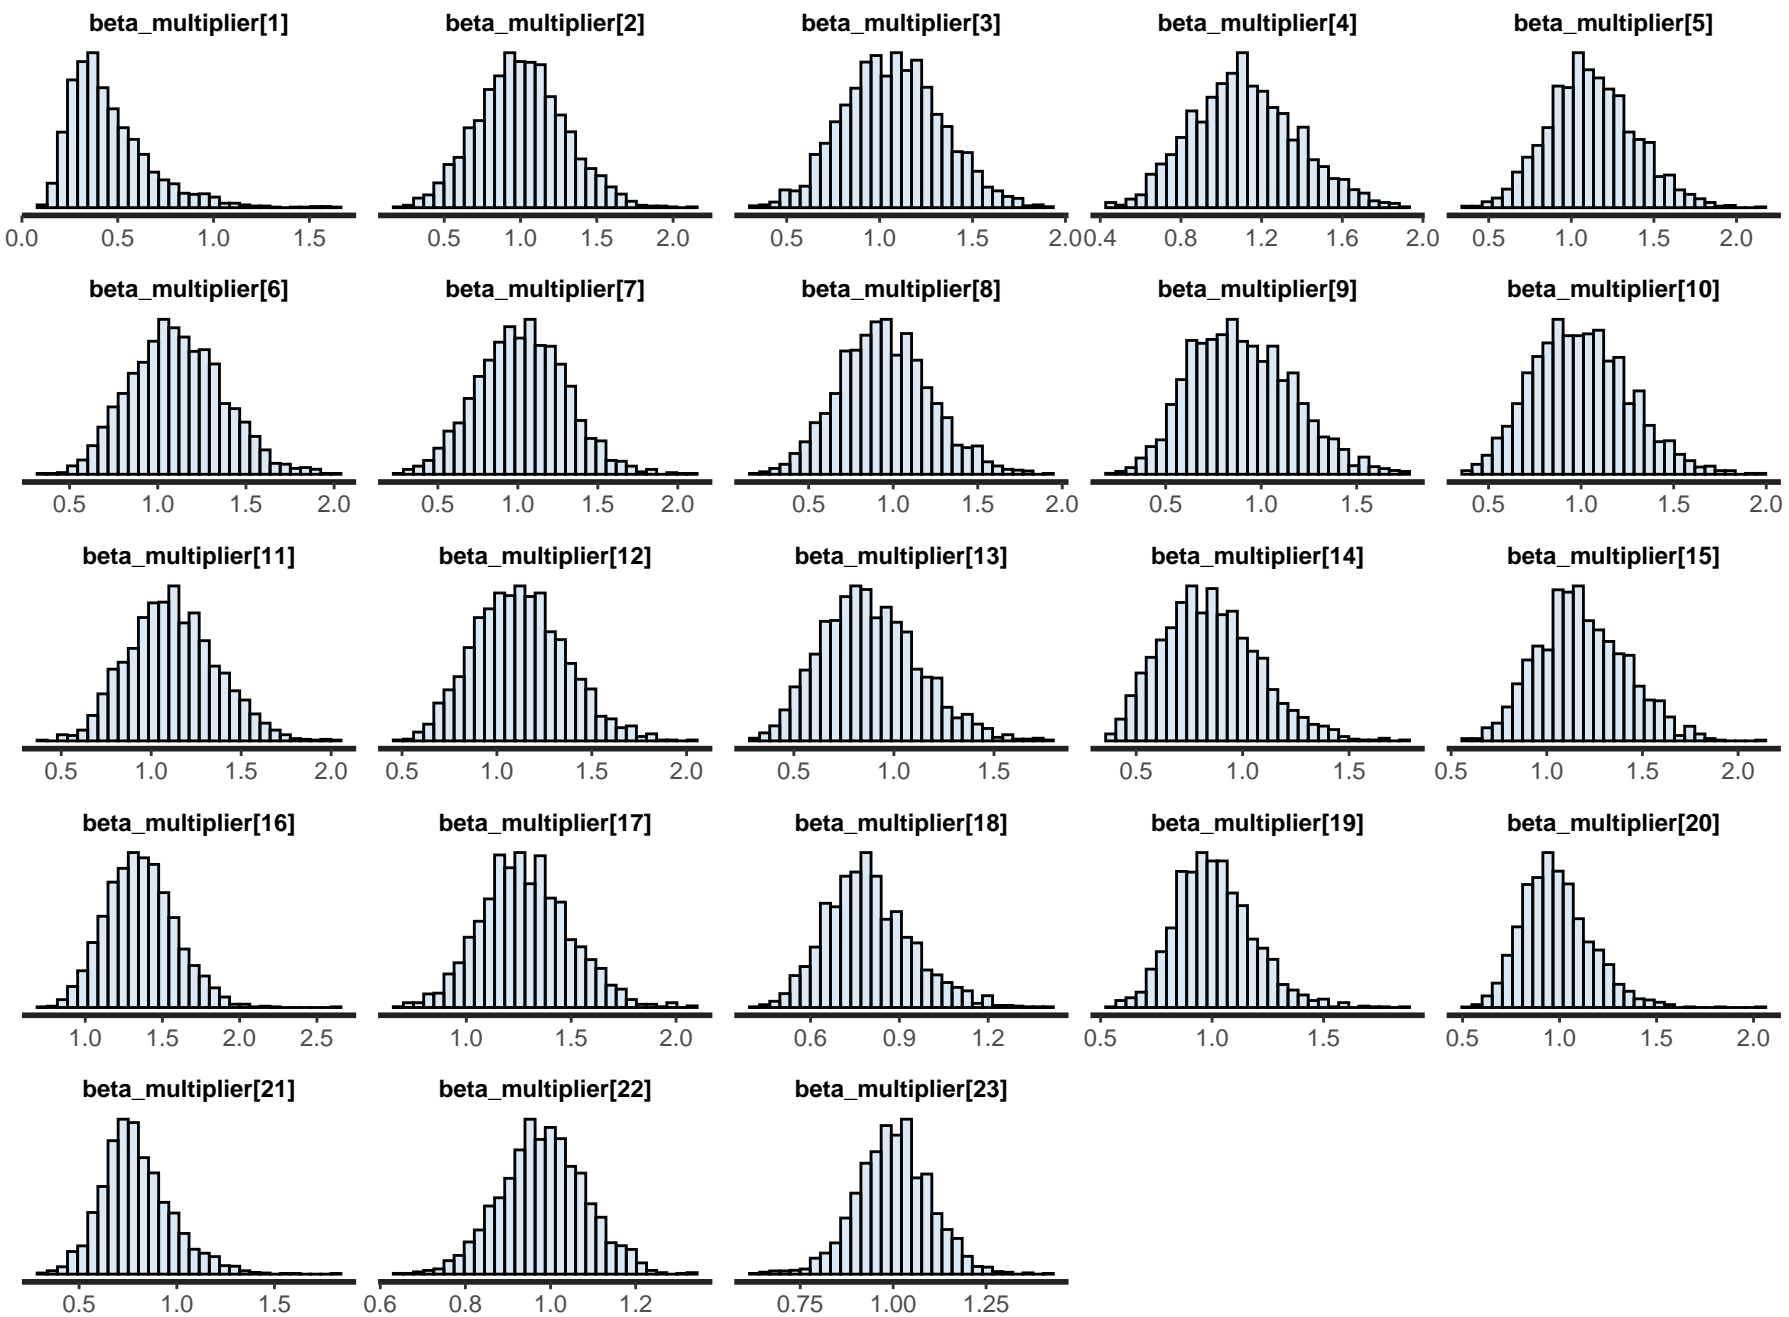 beta_multiplier[1] beta_multiplier[2] beta_multiplier[3] beta_multiplier[4] beta_multiplier[5]
0.0 0.5 1.0 1.5 0.5 1.0 1.5 2.0 0.5 1.0 1.5 2.0 0.4 0.8 1.2 1.6 2.0 0.5 1.0 1.5 2.0
beta_multiplier[6] beta_multiplier[7] beta_multiplier[8] beta_multiplier[9] beta_multiplier[10]
0.5 1.0 1.5 2.0 0.5 1.0 1.5 2.0 0.5 1.0 1.5 2.0 0.5 1.0 1.5 0.5 1.0 1.5 2.0
beta_multiplier[11] beta_multiplier[12] beta_multiplier[13] beta_multiplier[14] beta_multiplier[15]
0.5 1.0 1.5 2.0 0.5 1.0 1.5 2.0 0.5 1.0 1.5 0.5 1.0 1.5 0.5 1.0 1.5 2.0
beta_multiplier[16] beta_multiplier[17] beta_multiplier[18] beta_multiplier[19] beta_multiplier[20]
1.0 1.5 2.0 2.5 1.0 1.5 2.0 0.6 0.9 1.2 0.5 1.0 1.5 0.5 1.0 1.5 2.0
beta_multiplier[21] beta_multiplier[22] beta_multiplier[23]
0.5 1.0 1.5 0.6 0.8 1.0 1.2 0.75 1.00 1.25